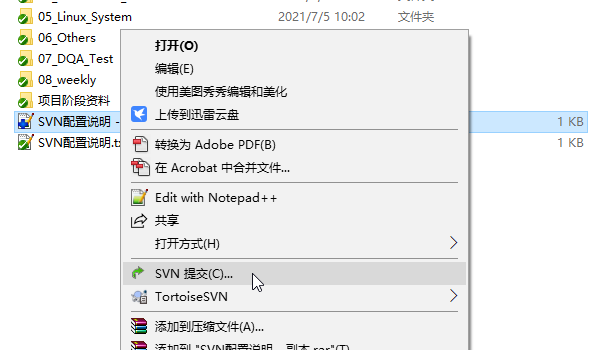 05_Linux_System 2021/7/5 10:02 文件夹
06_Others
07_DQA_Test
08_weekly
项目阶段资料
SVN配置说明 - 1 KB
SVN配置说明.tx 1 KB
打开(O)
编辑(E)
使用美图秀秀编辑和美化
上传到迅雷云盘
转换为 Adobe PDF(B)
在 Acrobat 中合并文件...
Edit with Notepad++
共享
打开方式(H)
SVN 提交(C)...
TortoiseSVN
添加到压缩文件(A)...
添加到 "SVN配置说明 - 副本.rar"(T)